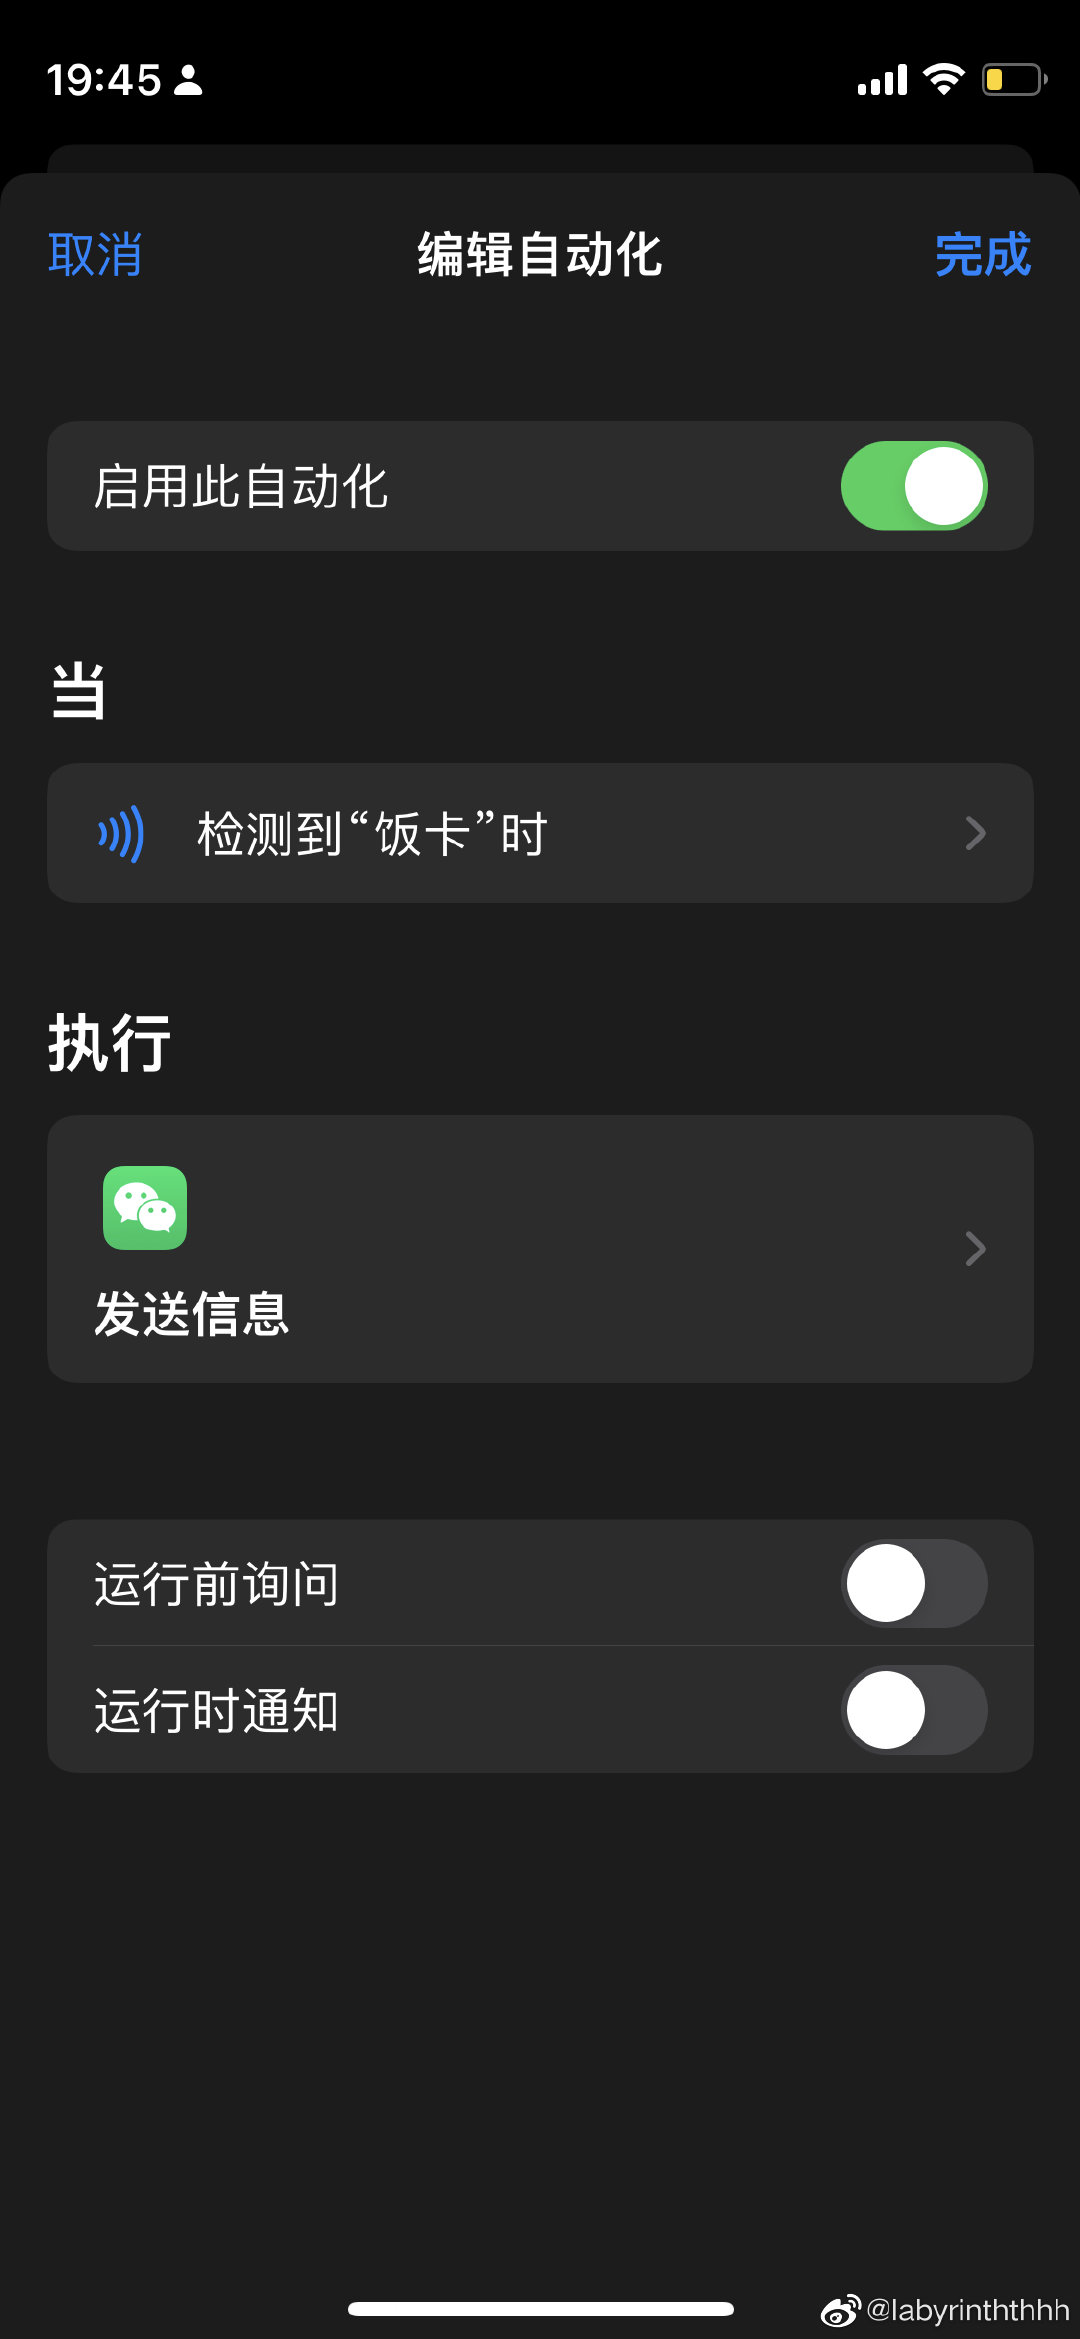 19:45
取消 编辑自动化 完成
启用此自动化
当
检测到“饭卡”时
执行
发送信息
运行前询问
运行时通知
@labyrinththhh